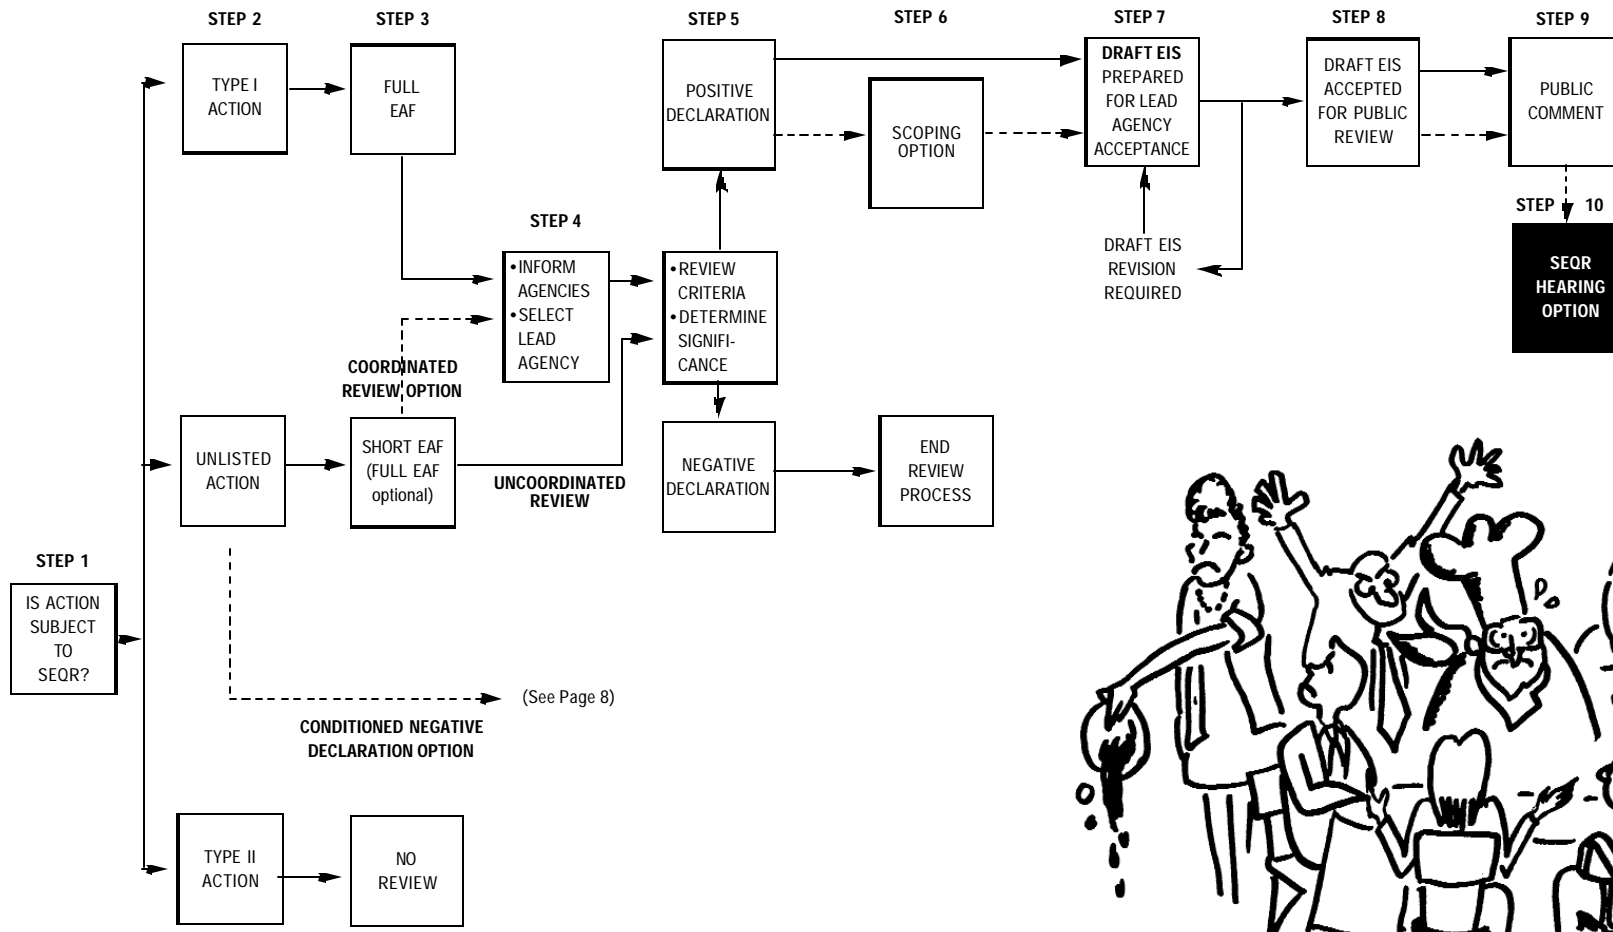 STEP 2
STEP 3
STEP 5
STEP 6
STEP 7
STEP 8
STEP 9
TYPE I
ACTION
FULL
EAF
POSITIVE
DECLARATION
SCOPING
OPTION
DRAFT EIS
PREPARED
FOR LEAD
AGENCY
ACCEPTANCE
DRAFT EIS
ACCEPTED
FOR PUBLIC
REVIEW
PUBLIC
COMMENT
STEP 10
SEQR
HEARING
OPTION
STEP 4
•INFORM
AGENCIES
•SELECT
LEAD
AGENCY
•REVIEW
CRITERIA
•DETERMINE
SIGNIFI-
CANCE
DRAFT EIS
REVISION
REQUIRED
COORDINATED
REVIEW OPTION
UNLISTED
ACTION
SHORT EAF
(FULL EAF
optional)
UNCOORDINATED
REVIEW
NEGATIVE
DECLARATION
END
REVIEW
PROCESS
STEP 1
IS ACTION
SUBJECT
TO
SEQR?
(See Page 8)
CONDITIONED NEGATIVE
DECLARATION OPTION
TYPE II
ACTION
NO
REVIEW